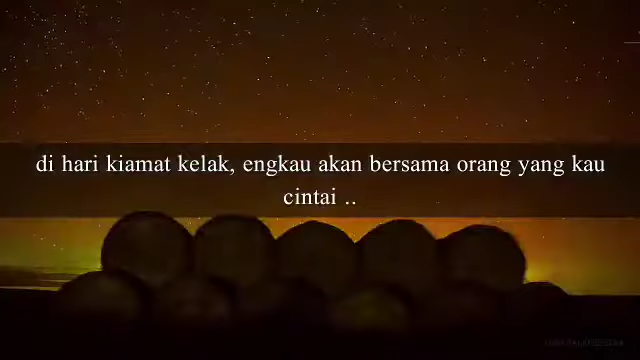 di hari kiamat kelak, engkau akan bersama orang yang kau
cintai ..